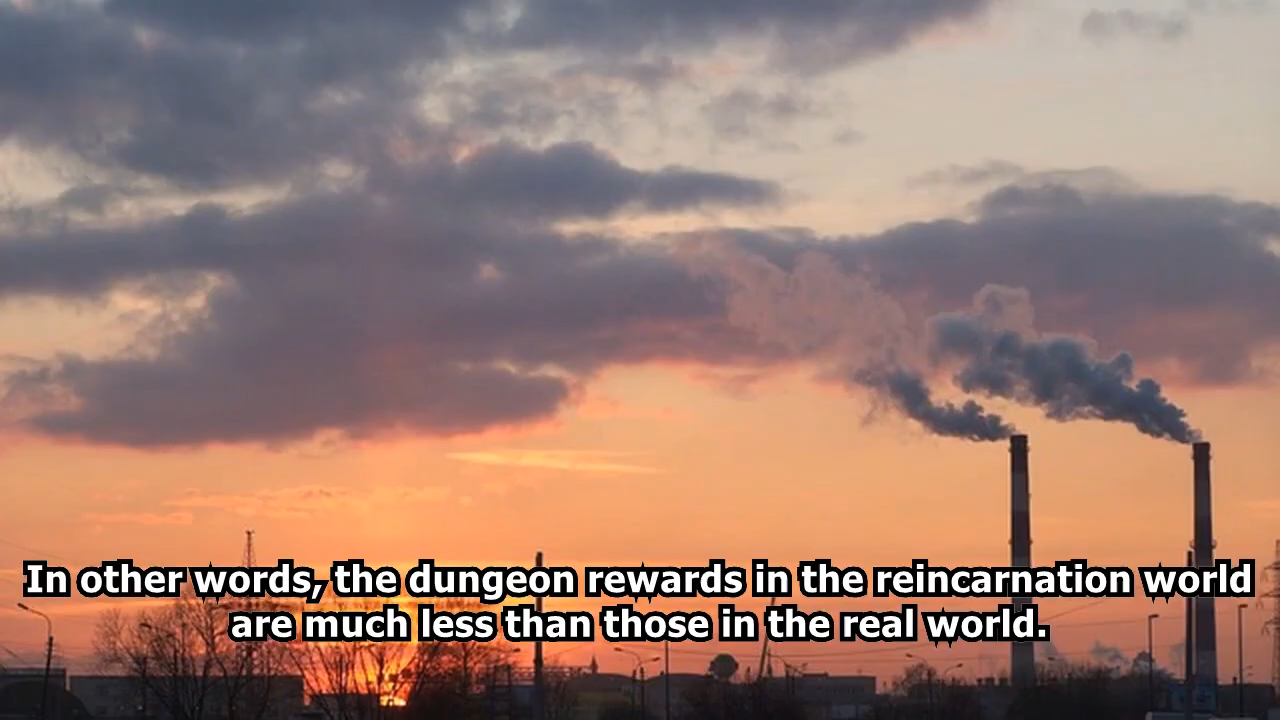 In other words, the dungeon rewards in the reincarnation world
are much less than those in the real world.